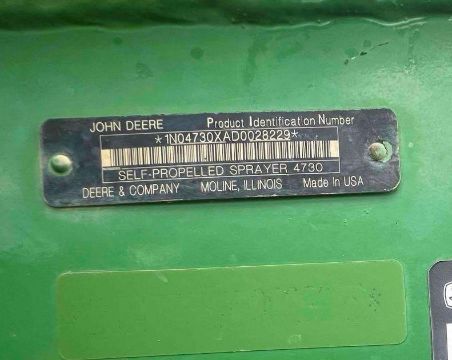 JOHN DEERE Product Identification Number
*1N04730XAD0028229*
SELF-PROPELLED SPRAYER 4730
DEERE & COMPANY MOLINE, ILLINOIS Made In USA